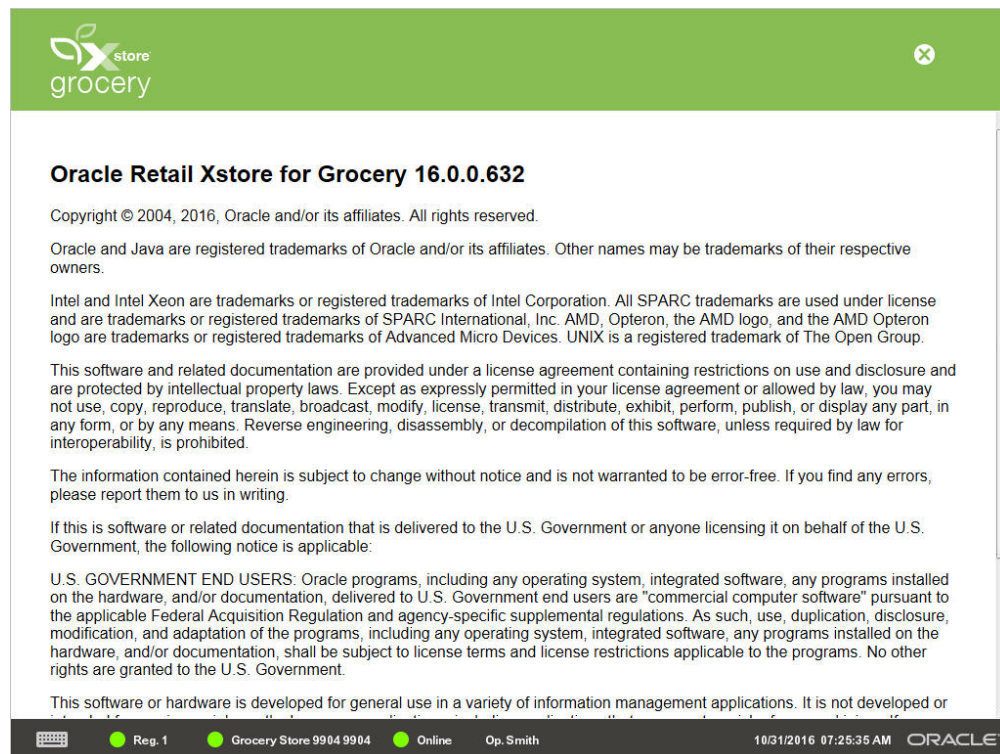 Xstore
grocery
Oracle Retail Xstore for Grocery 16.0.0.632
Copyright © 2004, 2016, Oracle and/or its affiliates. All rights reserved.
Oracle and Java are registered trademarks of Oracle and/or its affiliates. Other names may be trademarks of their respective
owners.
Intel and Intel Xeon are trademarks or registered trademarks of Intel Corporation. All SPARC trademarks are used under license
and are trademarks or registered trademarks of SPARC International, Inc. AMD, Opteron, the AMD logo, and the AMD Opteron
logo are trademarks or registered trademarks of Advanced Micro Devices. UNIX is a registered trademark of The Open Group.
This software and related documentation are provided under a license agreement containing restrictions on use and disclosure and
are protected by intellectual property laws. Except as expressly permitted in your license agreement or allowed by law, you may
not use, copy, reproduce, translate, broadcast, modify, license, transmit, distribute, exhibit, perform, publish, or display any part, in
any form, or by any means. Reverse engineering, disassembly, or decompilation of this software, unless required by law for
interoperability, is prohibited.
The information contained herein is subject to change without notice and is not warranted to be error-free. If you find any errors,
please report them to us in writing.
If this is software or related documentation that is delivered to the U.S. Government or anyone licensing it on behalf of the U.S.
Government, the following notice is applicable:
U.S. GOVERNMENT END USERS: Oracle programs, including any operating system, integrated software, any programs installed
on the hardware, and/or documentation, delivered to U.S. Government end users are "commercial computer software" pursuant to
the applicable Federal Acquisition Regulation and agency-specific supplemental regulations. As such, use, duplication, disclosure,
modification, and adaptation of the programs, including any operating system, integrated software, any programs installed on the
hardware, and/or documentation, shall be subject to license terms and license restrictions applicable to the programs. No other
rights are granted to the U.S. Government.
This software or hardware is developed for general use in a variety of information management applications. It is not developed or
Reg. 1 Grocery Store 9904 9904 Online Op. Smith 10/31/2016 07:25:35 AM ORACLE